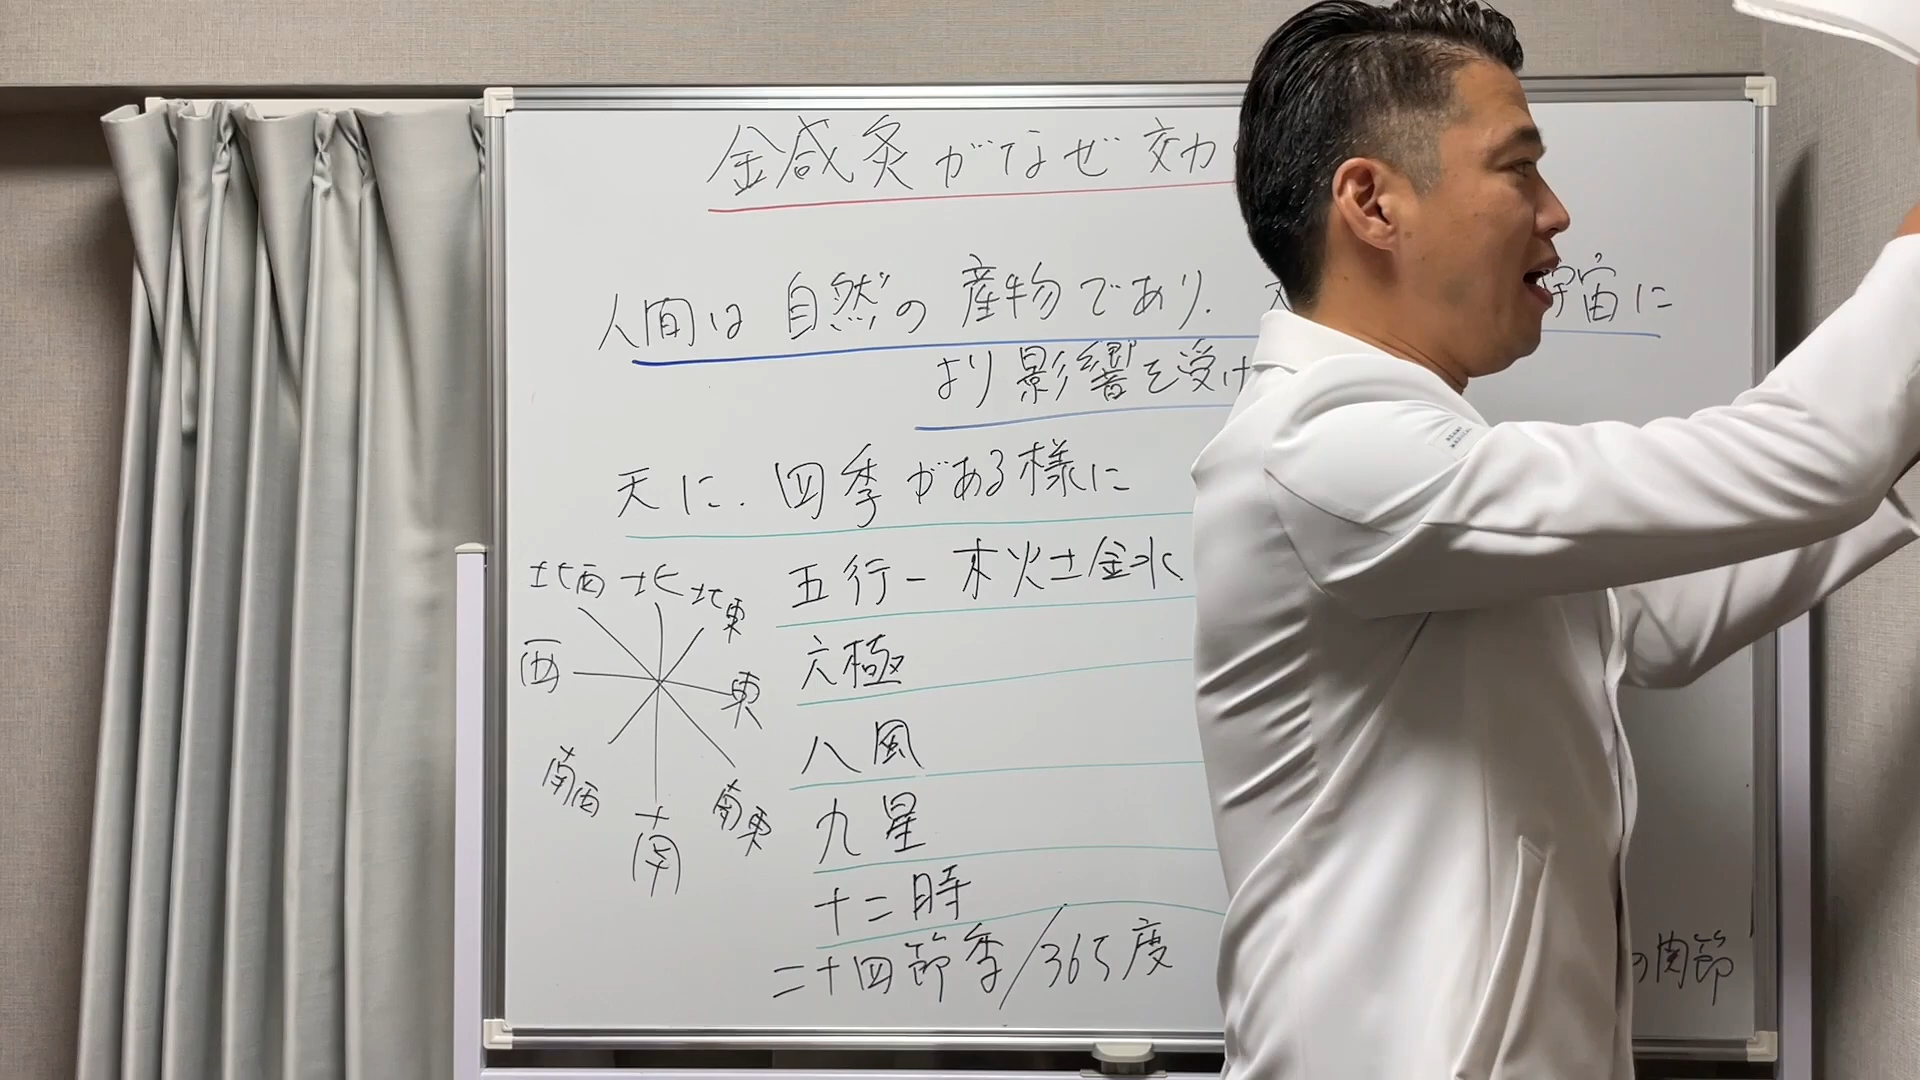 金鍼灸がなぜ効
人間は自然の産物であり. 宇宙に
より影響を受け
天に.四季がある様に
五行-木火土金水
六極
八風
九星
十二時
二十四節季/365度
の関節
北西 北 北東
西 東
南西 南 南東